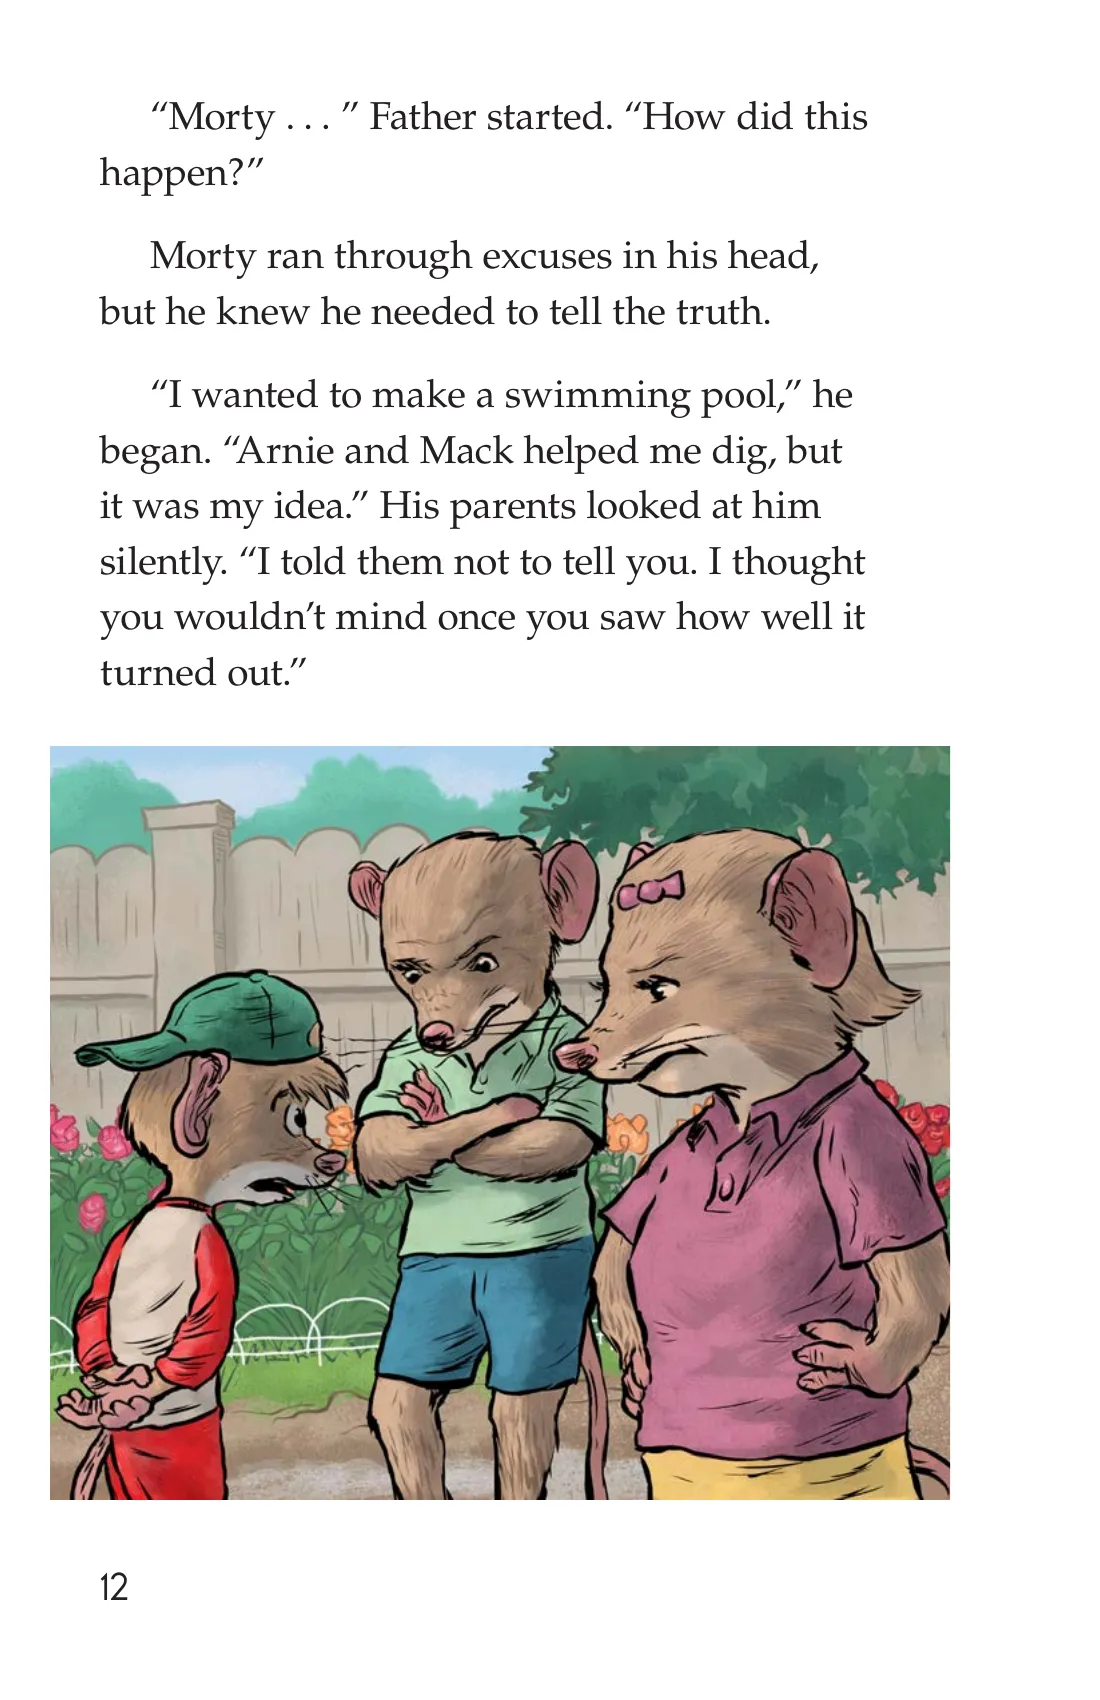 “Morty . . . ” Father started. “How did this
happen?”
Morty ran through excuses in his head,
but he knew he needed to tell the truth.
“I wanted to make a swimming pool,” he
began. “Arnie and Mack helped me dig, but
it was my idea.” His parents looked at him
silently. “I told them not to tell you. I thought
you wouldn’t mind once you saw how well it
turned out.”
12